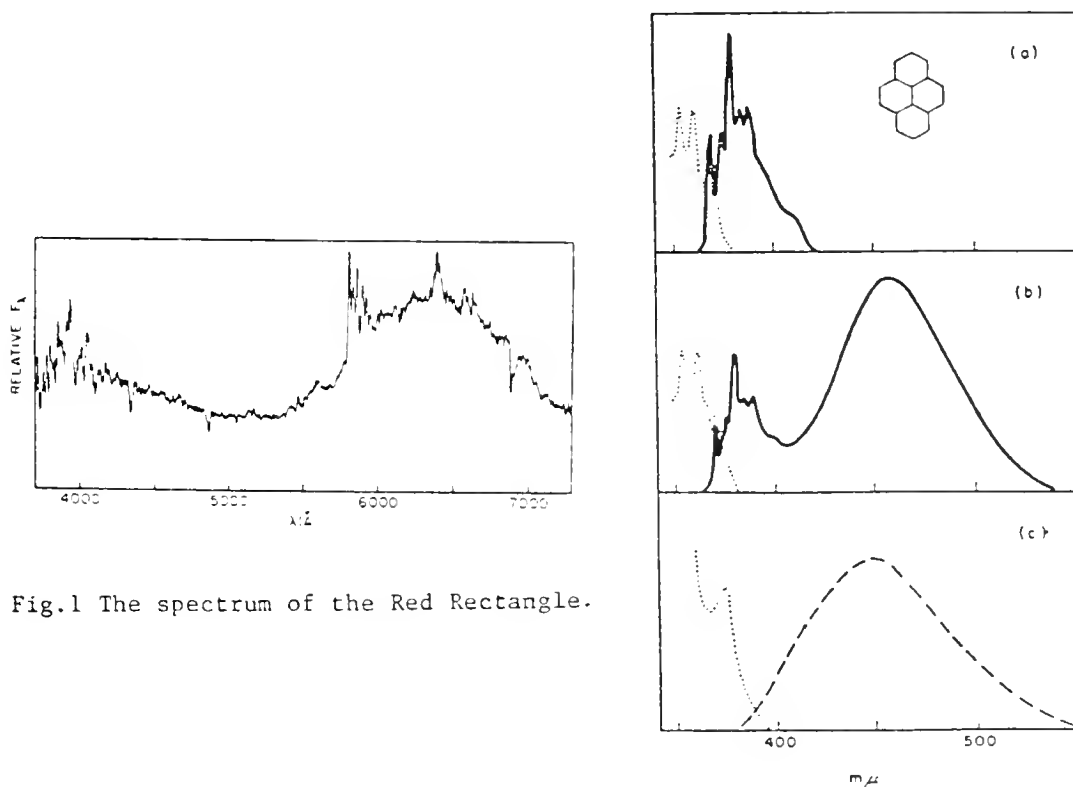 RELATIVE F λ
4000 5000 6000 7000
λ/Å
Fig.1 The spectrum of the Red Rectangle.
(a)
(b)
(c)
400 500
mμ